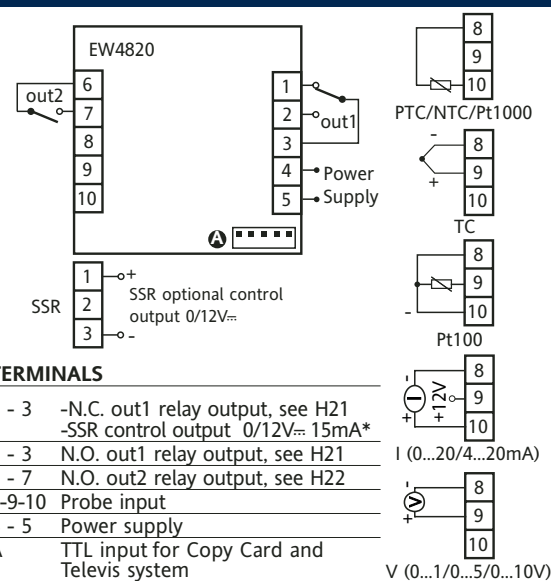 EW4820
out2
6
7
8
9
10
1
2
3
4
5
out1
Power
Supply
A
SSR
1
2
3
+
-
SSR optional control
output 0/12V⎓
8
9
10
PTC/NTC/Pt1000
-
+
8
9
10
TC
-
8
9
10
Pt100
-
+
I
+12V
8
9
10
I (0...20/4...20mA)
-
+
V
8
9
10
V (0...1/0...5/0...10V)
TERMINALS
- 3 -N.C. out1 relay output, see H21
-SSR control output 0/12V⎓ 15mA*
- 3 N.O. out1 relay output, see H21
- 7 N.O. out2 relay output, see H22
-9-10 Probe input
- 5 Power supply
TTL input for Copy Card and
Televis system